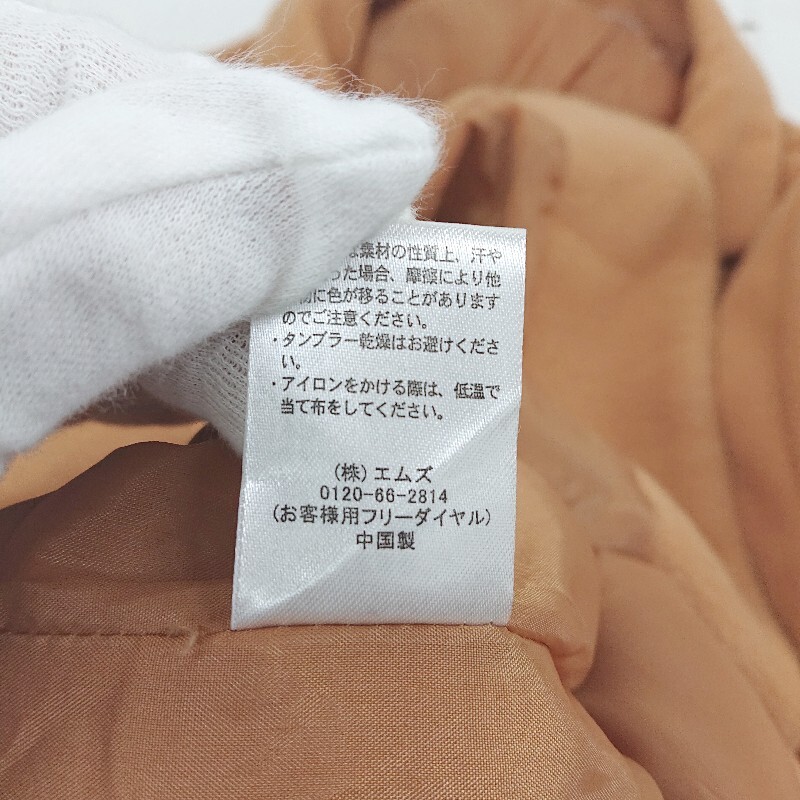 は素材の性質上、汗や
った場合、摩擦により他
に色が移ることがあります
のでご注意ください。
・タンブラー乾燥はお避けくださ
い。
・アイロンをかける際は、低温で
当て布をしてください。
(株)エムズ
0120-66-2814
(お客様用フリーダイヤル)
中国製